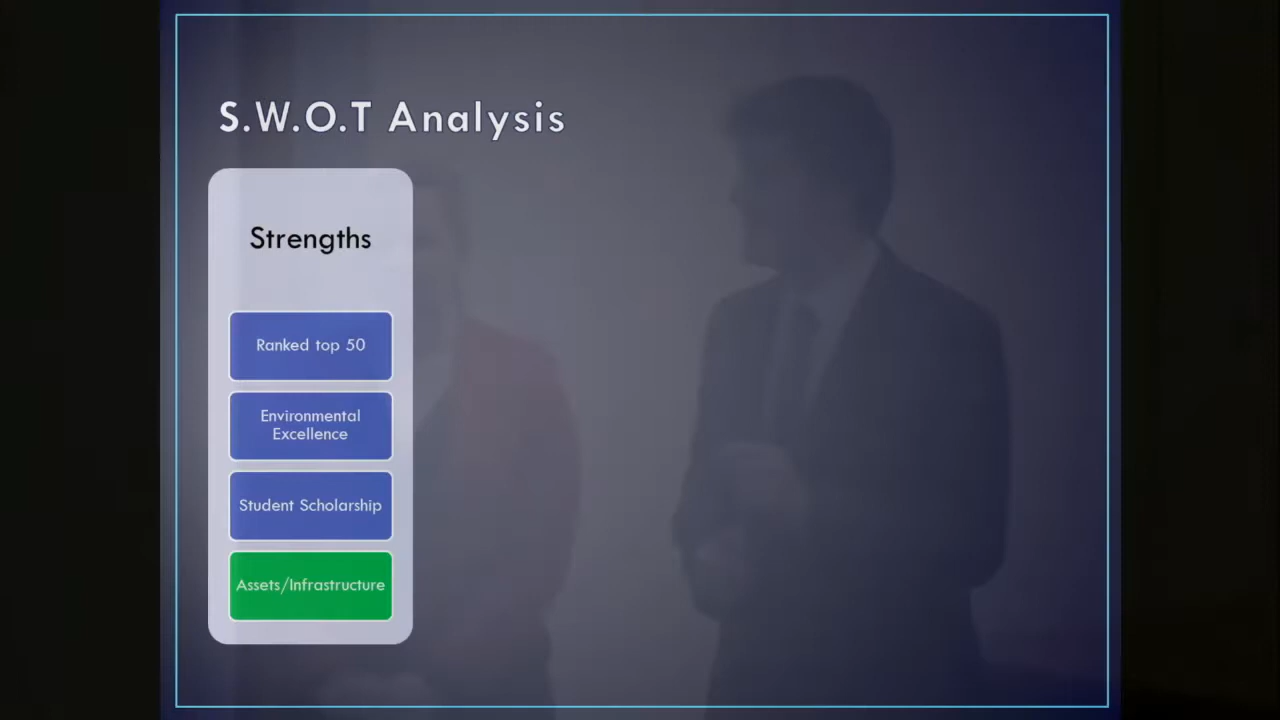 S.W.O.T Analysis
Strengths
Ranked top 50
Environmental
Excellence
Student Scholarship
Assets/Infrastructure